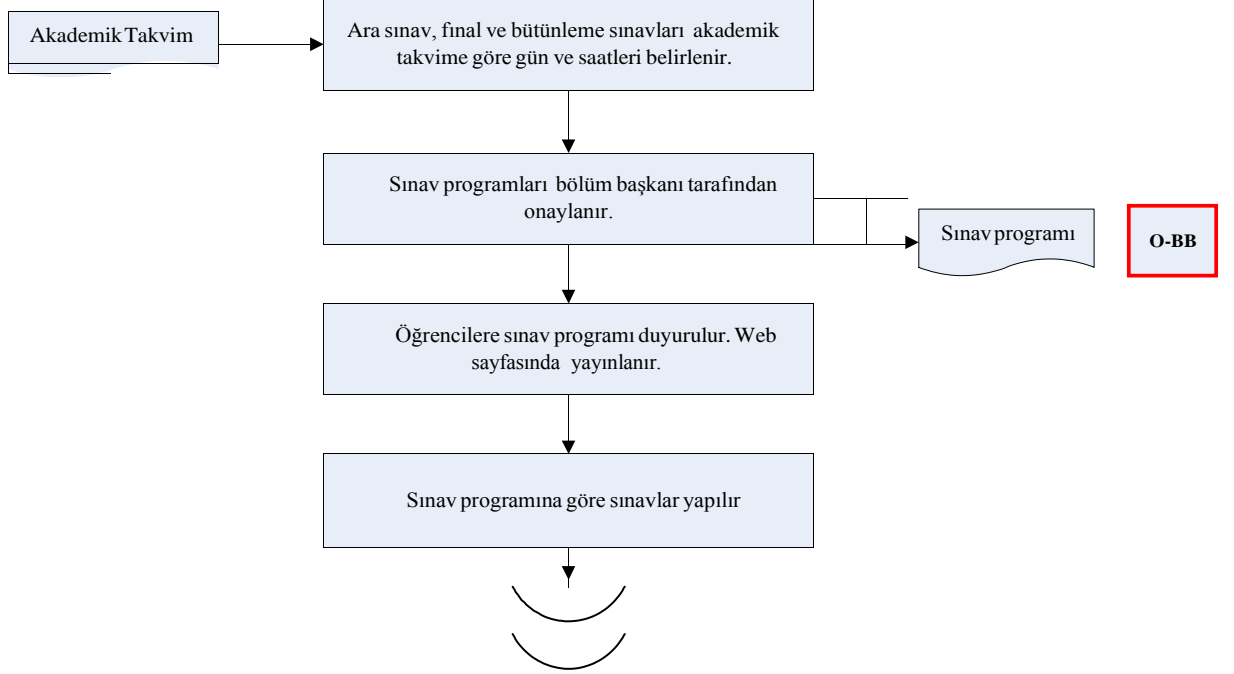 Akademik Takvim
Ara sınav, final ve bütünleme sınavları akademik
takvime göre gün ve saatleri belirlenir.
Sınav programları bölüm başkanı tarafından
onaylanır.
Sınav programı
O-BB
Öğrencilere sınav programı duyurulur. Web
sayfasında yayınlanır.
Sınav programına göre sınavlar yapılır